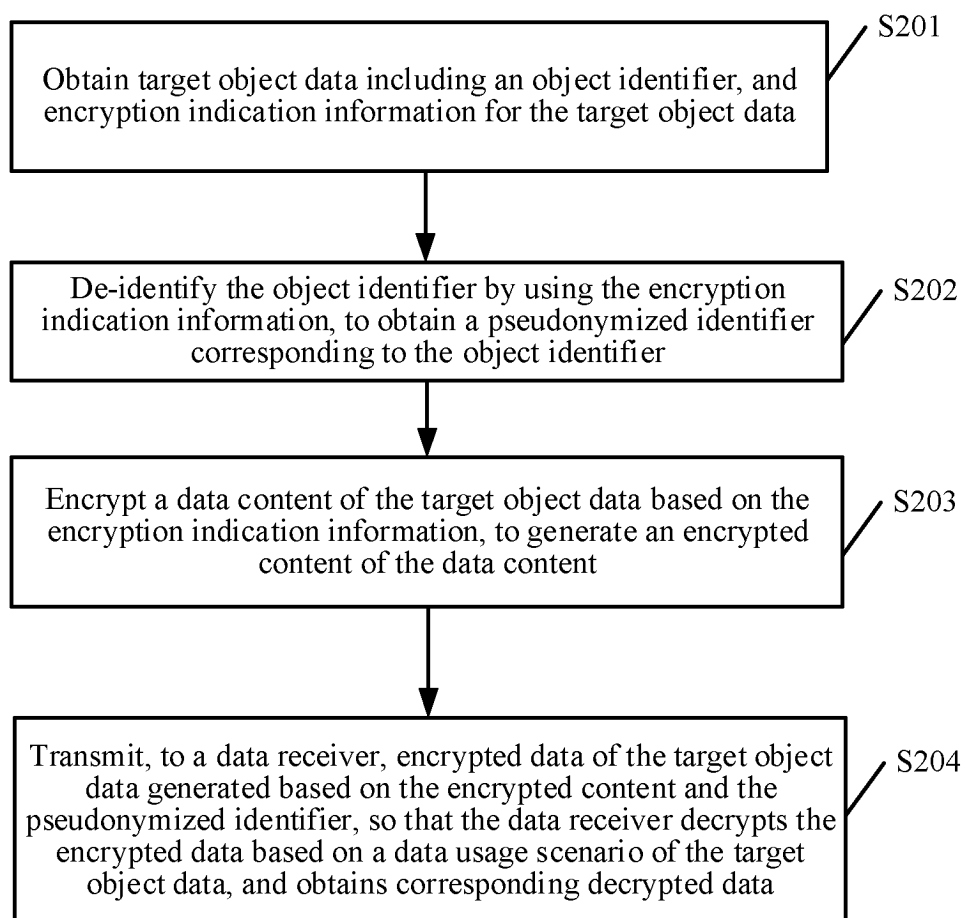 S201
Obtain target object data including an object identifier, and
encryption indication information for the target object data
S202
De-identify the object identifier by using the encryption
indication information, to obtain a pseudonymized identifier
corresponding to the object identifier
S203
Encrypt a data content of the target object data based on the
encryption indication information, to generate an encrypted
content of the data content
S204
Transmit, to a data receiver, encrypted data of the target object
data generated based on the encrypted content and the
pseudonymized identifier, so that the data receiver decrypts the
encrypted data based on a data usage scenario of the target
object data, and obtains corresponding decrypted data